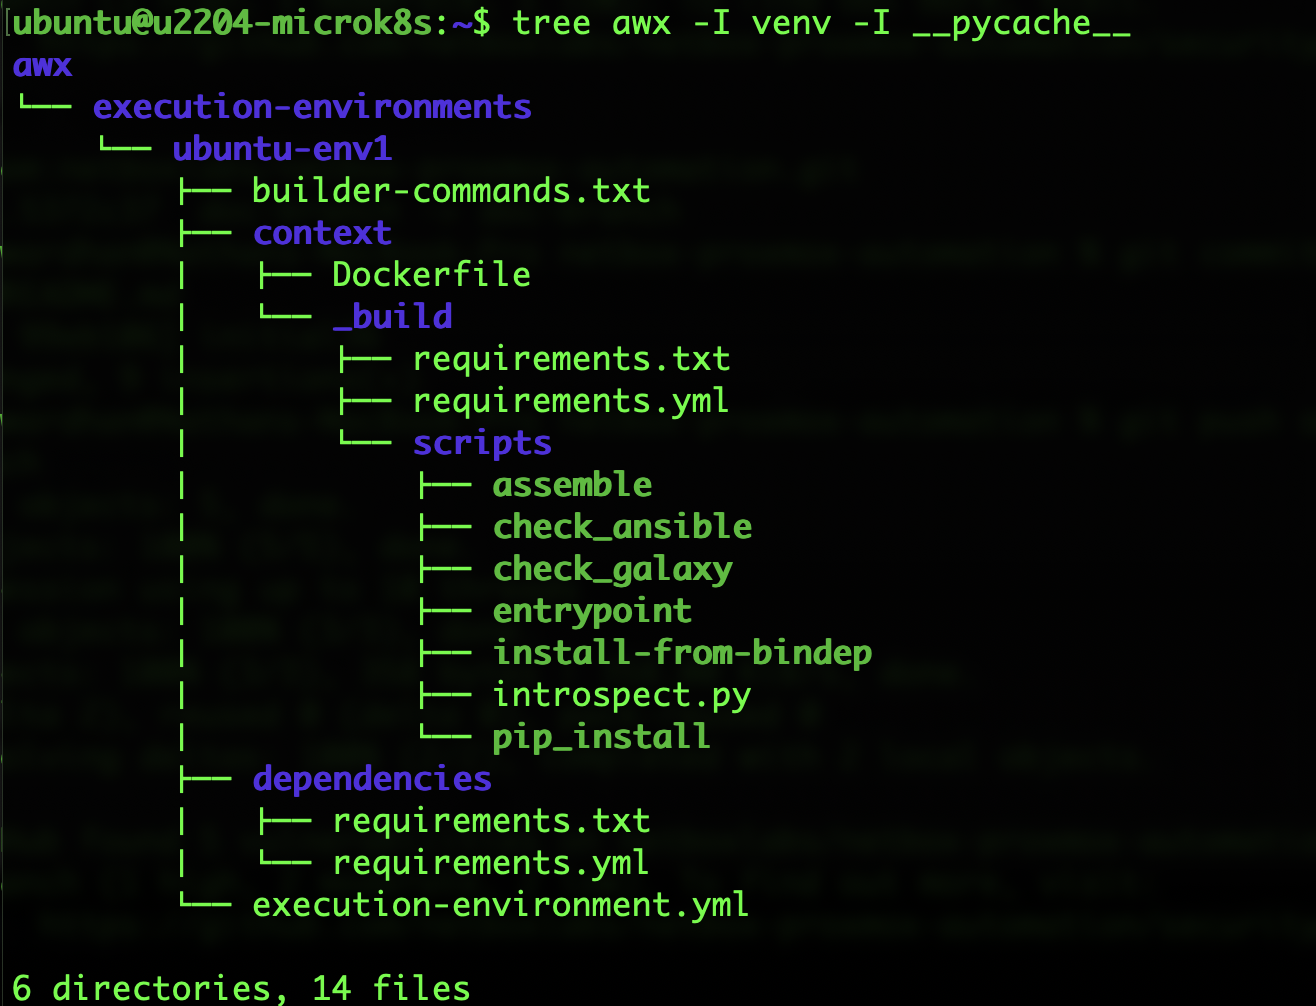 [ubuntu@u2204-microk8s:~$ tree awx -I venv -I __pycache__
awx
└── execution-environments
    └── ubuntu-env1
        ├── builder-commands.txt
        ├── context
        │   ├── Dockerfile
        │   └── _build
        │       ├── requirements.txt
        │       ├── requirements.yml
        │       └── scripts
        │           ├── assemble
        │           ├── check_ansible
        │           ├── check_galaxy
        │           ├── entrypoint
        │           ├── install-from-bindep
        │           ├── introspect.py
        │           └── pip_install
        ├── dependencies
        │   ├── requirements.txt
        │   └── requirements.yml
        └── execution-environment.yml
6 directories, 14 files